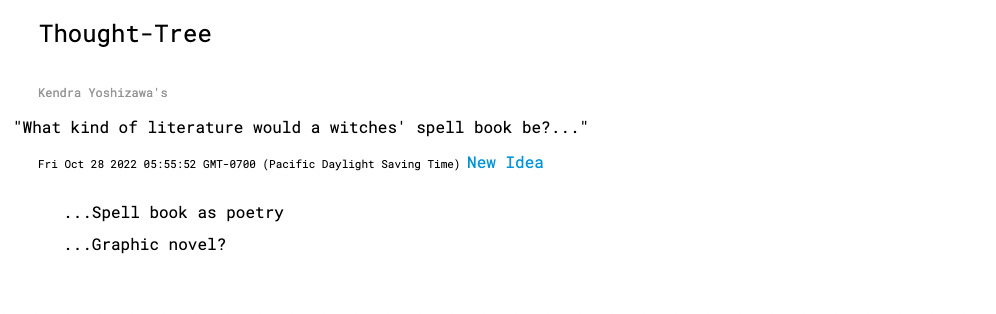 Thought-Tree
Kendra Yoshizawa's
"What kind of literature would a witches' spell book be?..."
Fri Oct 28 2022 05:55:52 GMT-0700 (Pacific Daylight Saving Time) New Idea
...Spell book as poetry
...Graphic novel?